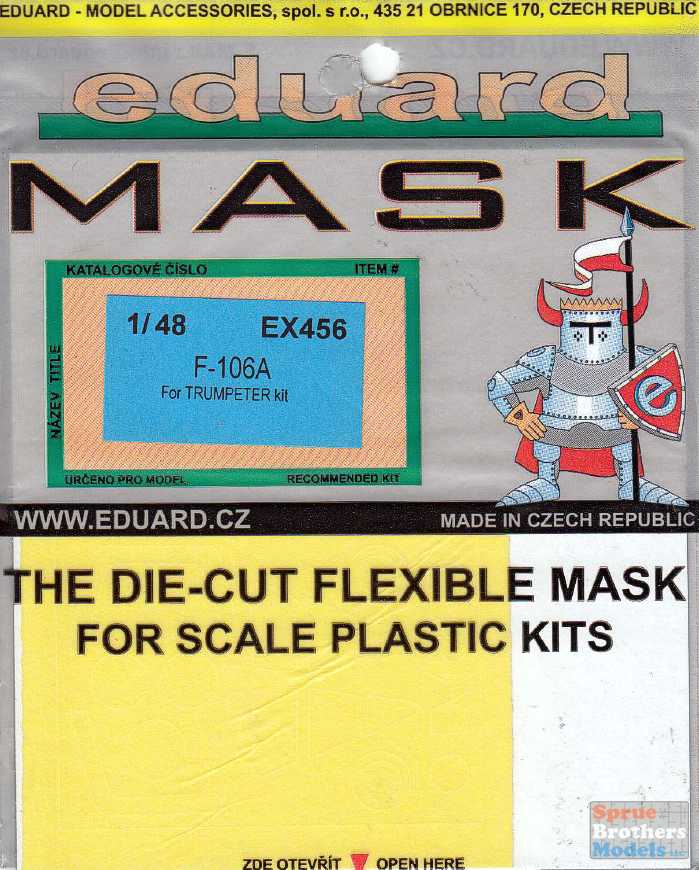 EDUARD - MODEL ACCESSORIES, spol. s r.o., 435 21 OBRNICE 170, CZECH REPUBLIC
eduard
MASK
KATALOGOVÉ ČÍSLO ITEM #
1/48 EX456
F-106A
For TRUMPETER kit
NÁZEV TITLE
URČENO PRO MODEL RECOMMENDED KIT
e
WWW.EDUARD.CZ MADE IN CZECH REPUBLIC
THE DIE-CUT FLEXIBLE MASK
FOR SCALE PLASTIC KITS
ZDE OTEVŘÍT OPEN HERE
Sprue
Brothers
Models LLC